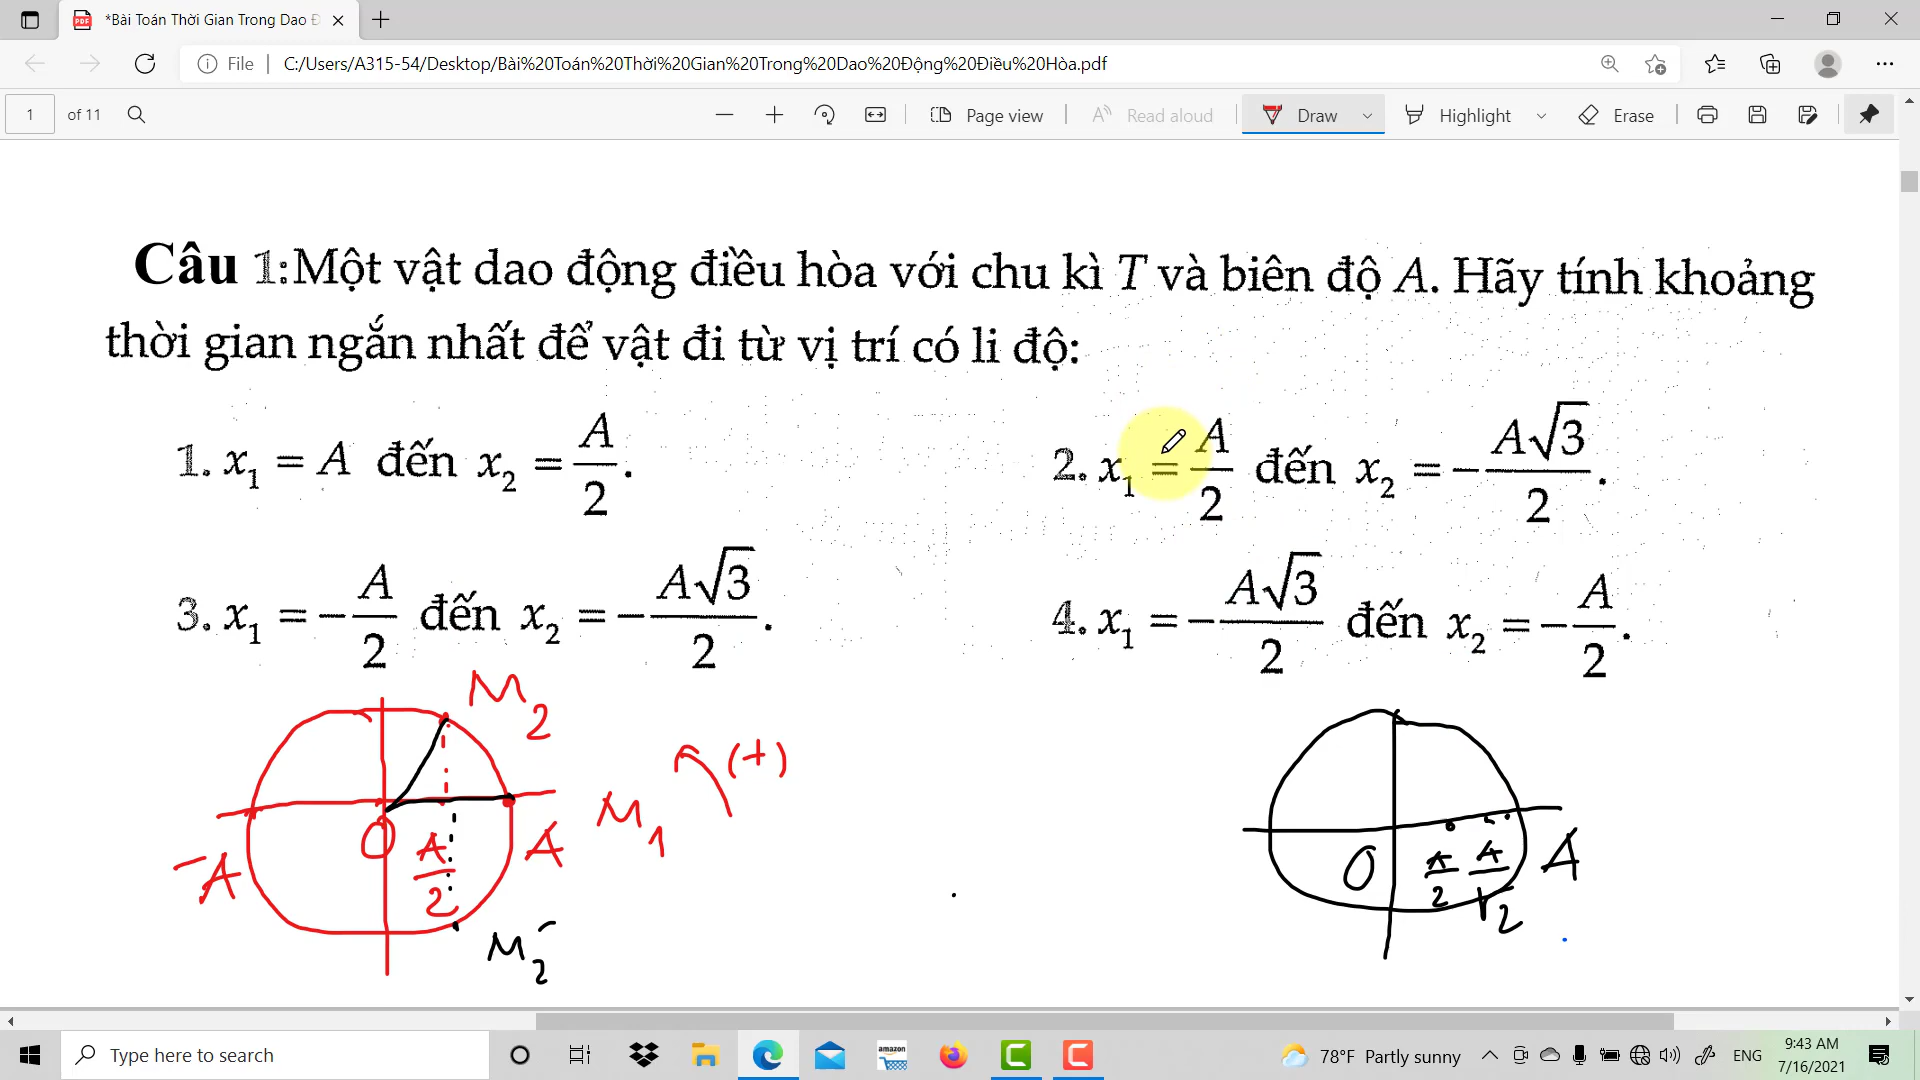 *Bài Toán Thời Gian Trong Dao Đ
File
C:/Users/A315-54/Desktop/Bài%20Toán%20Thời%20Gian%20Trong%20Dao%20Động%20Điều%20Hòa.pdf
1 of 11
Page view
Read aloud
Draw
Highlight
Erase
Câu 1:Một vật dao động điều hòa với chu kì T và biên độ A. Hãy tính khoảng
thời gian ngắn nhất để vật đi từ vị trí có li độ:
1. x₁ = A đến x₂ = A/2.
2. x₁ = A/2 đến x₂ = -A√3/2.
3. x₁ = -A/2 đến x₂ = -A√3/2.
4. x₁ = -A√3/2 đến x₂ = -A/2.
M₂
(+)
M₁
-A
O
A/2
A
M₂
O
A/2
A/√2
A
Type here to search
amazon
78°F Partly sunny
ENG
9:43 AM
7/16/2021